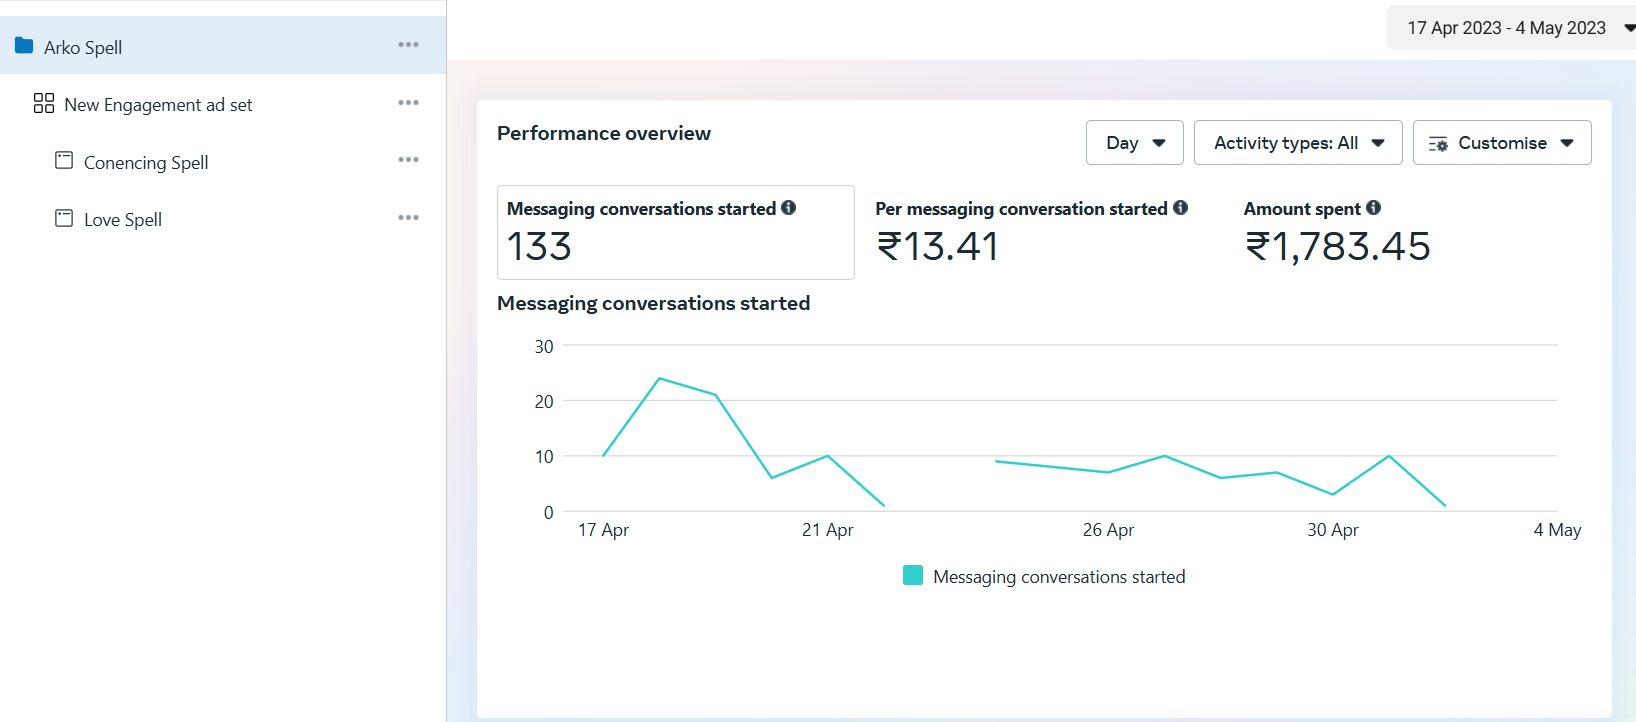 Arko Spell
New Engagement ad set
Conencing Spell
Love Spell
17 Apr 2023 - 4 May 2023
Performance overview
Day
Activity types: All
Customise
Messaging conversations started
133
Per messaging conversation started
₹13.41
Amount spent
₹1,783.45
Messaging conversations started
30
20
10
0
17 Apr 21 Apr 26 Apr 30 Apr 4 May
Messaging conversations started